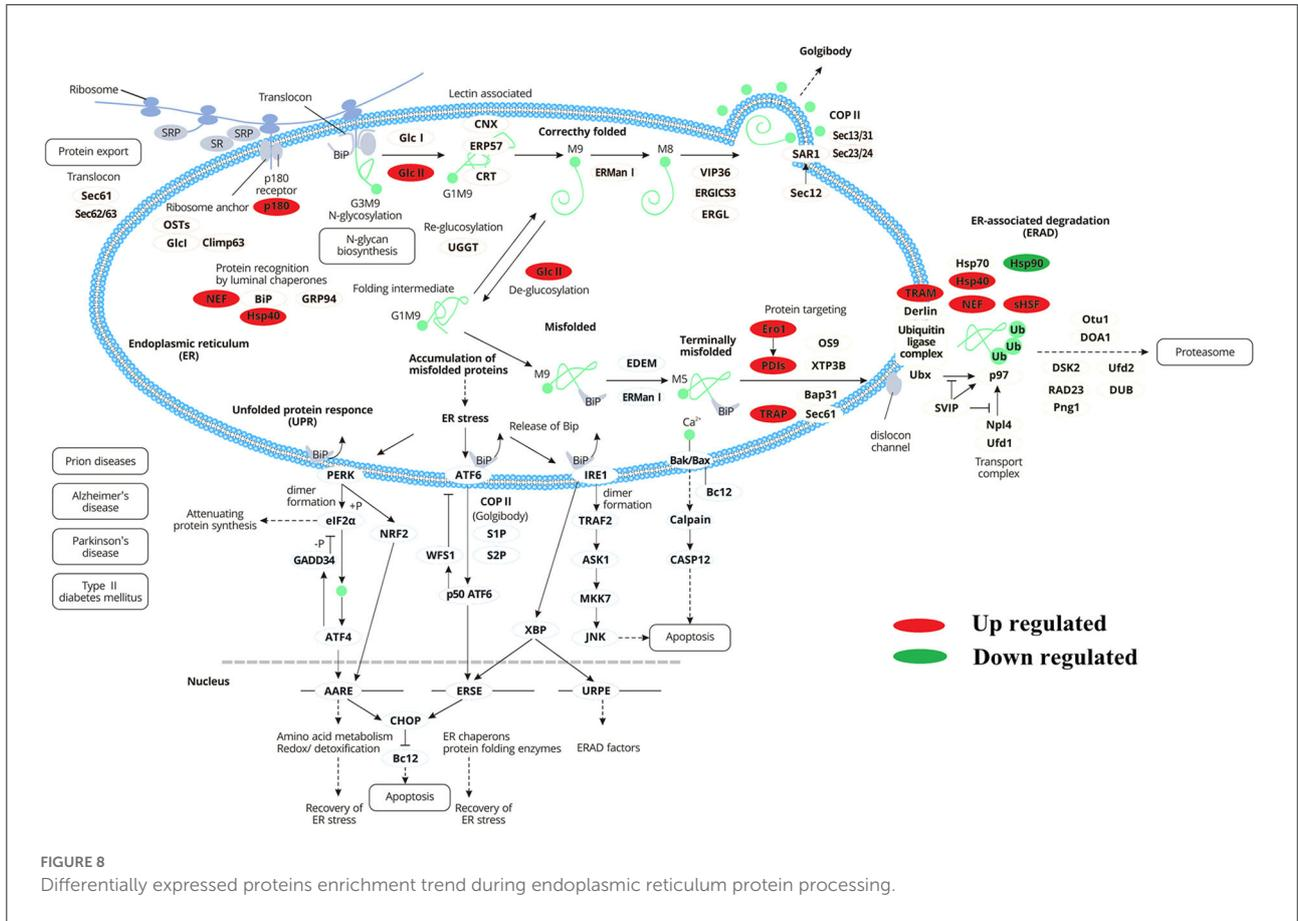 Golgibody
Ribosome
Translocon
Lectin associated
COP II
Sec13/31
Sec23/24
SRP
SR
SRP
Protein export
BiP
Glc I
CNX
ERP57
CRT
Glc II
G1M9
Correcthy folded
M9
ERMan I
M8
VIP36
ERGICS3
ERGL
SAR1
Sec12
Translocon
Sec61
Sec62/63
p180
receptor
Ribosome anchor
p180
OSTs
GlcI
Climp63
G3M9
N-glycosylation
N-glycan
biosynthesis
Re-glucosylation
UGGT
Glc II
De-glucosylation
ER-associated degradation
(ERAD)
Hsp70
Hsp90
Hsp40
TRAM
NEF
sHSF
Derlin
Protein recognition
by luminal chaperones
NEF
BiP
GRP94
Hsp40
Folding intermediate
G1M9
Endoplasmic reticulum
(ER)
Misfolded
Accumulation of
misfolded proteins
M9
BiP
EDEM
ERMan I
Terminally
misfolded
M5
BiP
Protein targeting
Ero1
PDIs
OS9
XTP3B
Bap31
TRAP
Sec61
Ubiquitin
ligase
complex
Ub
Ub
Ub
Ubx
p97
SVIP
Npl4
Ufd1
Transport
complex
Otu1
DOA1
DSK2
Ufd2
RAD23
DUB
Png1
Proteasome
dislocon
channel
Unfolded protein responce
(UPR)
ER stress
Release of Bip
Ca2+
BiP
PERK
BiP
ATF6
BiP
IRE1
Bak/Bax
Bc12
Prion diseases
Alzheimer's
disease
Parkinson's
disease
Type II
diabetes mellitus
dimer
formation
+P
Attenuating
protein synthesis
eIF2α
-P
GADD34
NRF2
ATF4
COP II
(Golgibody)
S1P
S2P
WFS1
p50 ATF6
dimer
formation
TRAF2
ASK1
MKK7
JNK
XBP
Calpain
CASP12
Apoptosis
Up regulated
Down regulated
Nucleus
AARE
ERSE
URPE
CHOP
Amino acid metabolism
Redox/ detoxification
Bc12
ER chaperons
protein folding enzymes
ERAD factors
Apoptosis
Recovery of
ER stress
Recovery of
ER stress
FIGURE 8
Differentially expressed proteins enrichment trend during endoplasmic reticulum protein processing.